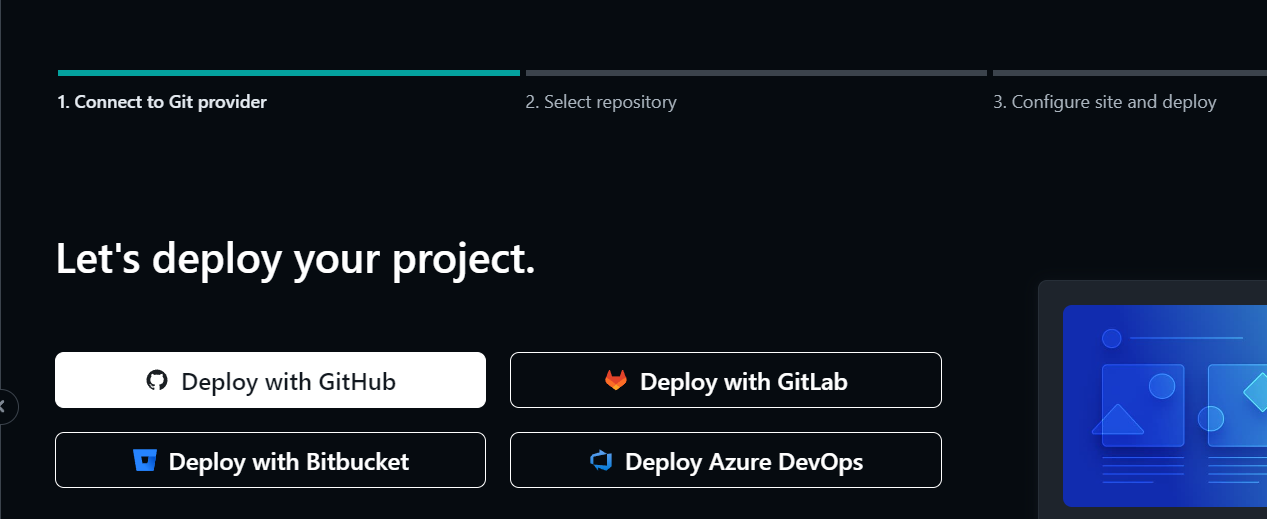 1. Connect to Git provider
2. Select repository
3. Configure site and deploy
Let's deploy your project.
Deploy with GitHub
Deploy with GitLab
Deploy with Bitbucket
Deploy Azure DevOps